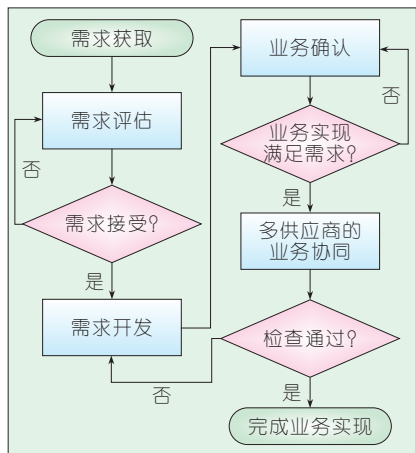 需求获取
需求评估
否
需求接受?
是
需求开发
业务确认
否
业务实现
满足需求?
是
多供应商的
业务协同
检查通过?
否
是
完成业务实现